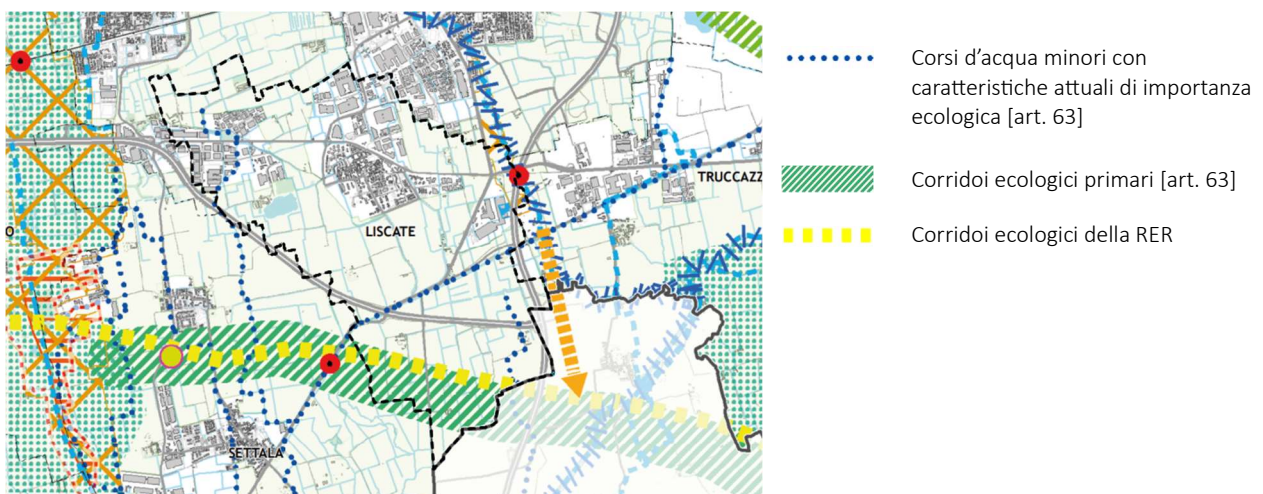 LISCATE
TRUCCAZZ
O
SETTALA
Corsi d'acqua minori con
caratteristiche attuali di importanza
ecologica [art. 63]
Corridoi ecologici primari [art. 63]
Corridoi ecologici della RER